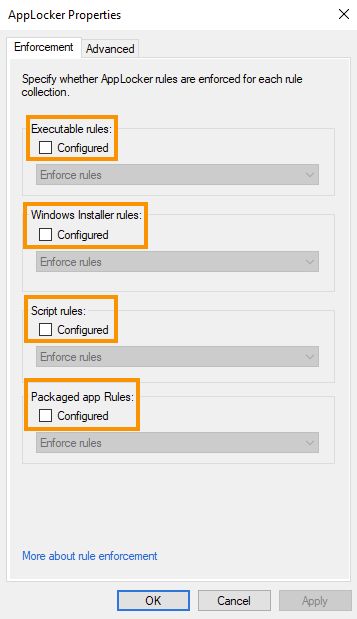 AppLocker Properties
Enforcement Advanced
Specify whether AppLocker rules are enforced for each rule
collection.
Executable rules:
Configured
Enforce rules
Windows Installer rules:
Configured
Enforce rules
Script rules:
Configured
Enforce rules
Packaged app Rules:
Configured
Enforce rules
More about rule enforcement
OK Cancel Apply